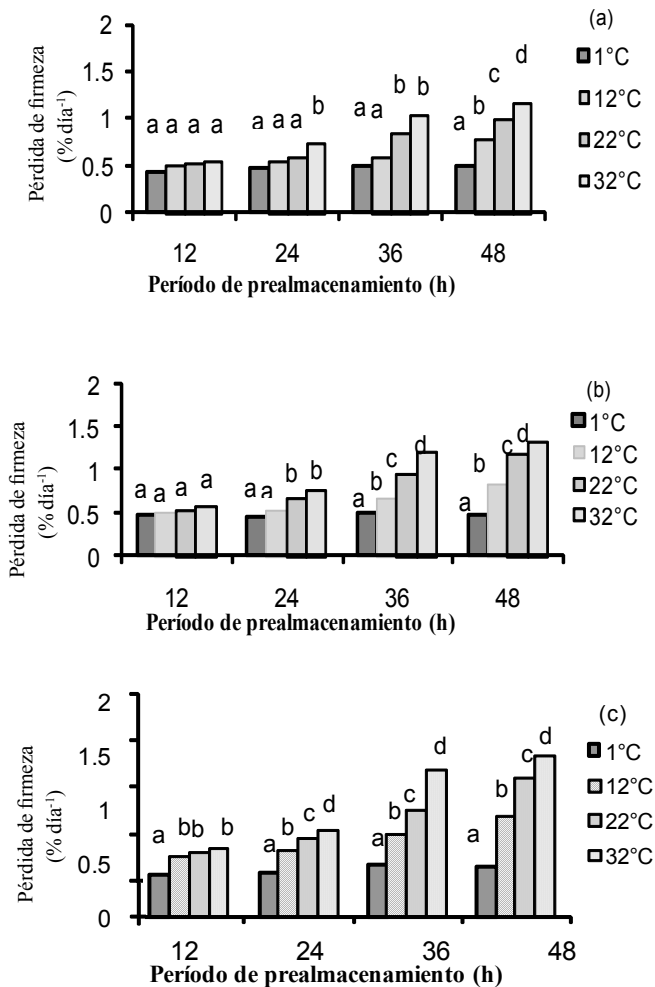 (a)
2
1.5
1
0.5
0
Pérdida de firmeza
(% día⁻¹)
a a a a
a a a b
a a b b
a b c d
1°C
12°C
22°C
32°C
12 24 36 48
Período de prealmacenamiento (h)
(b)
2
1.5
1
0.5
0
Pérdida de firmeza
(% día⁻¹)
a a a a
a a b b
a b c d
a b c d
1°C
12°C
22°C
32°C
12 24 36 48
Período de prealmacenamiento (h)
(c)
2
1.5
1
0.5
0
Pérdida de firmeza
(% día⁻¹)
a b b b
a b c d
a b c d
a b c d
1°C
12°C
22°C
32°C
12 24 36 48
Período de prealmacenamiento (h)